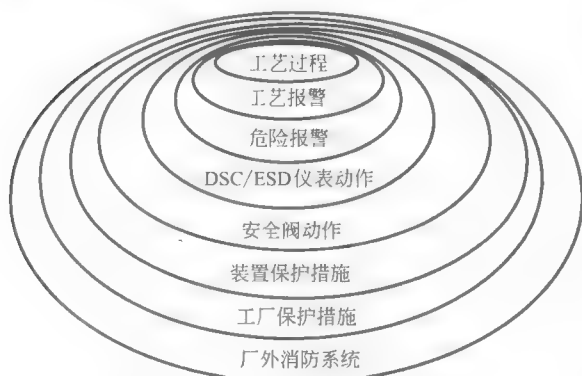 工艺过程
工艺报警
危险报警
DSC/ESD仪表动作
安全阀动作
装置保护措施
工厂保护措施
厂外消防系统